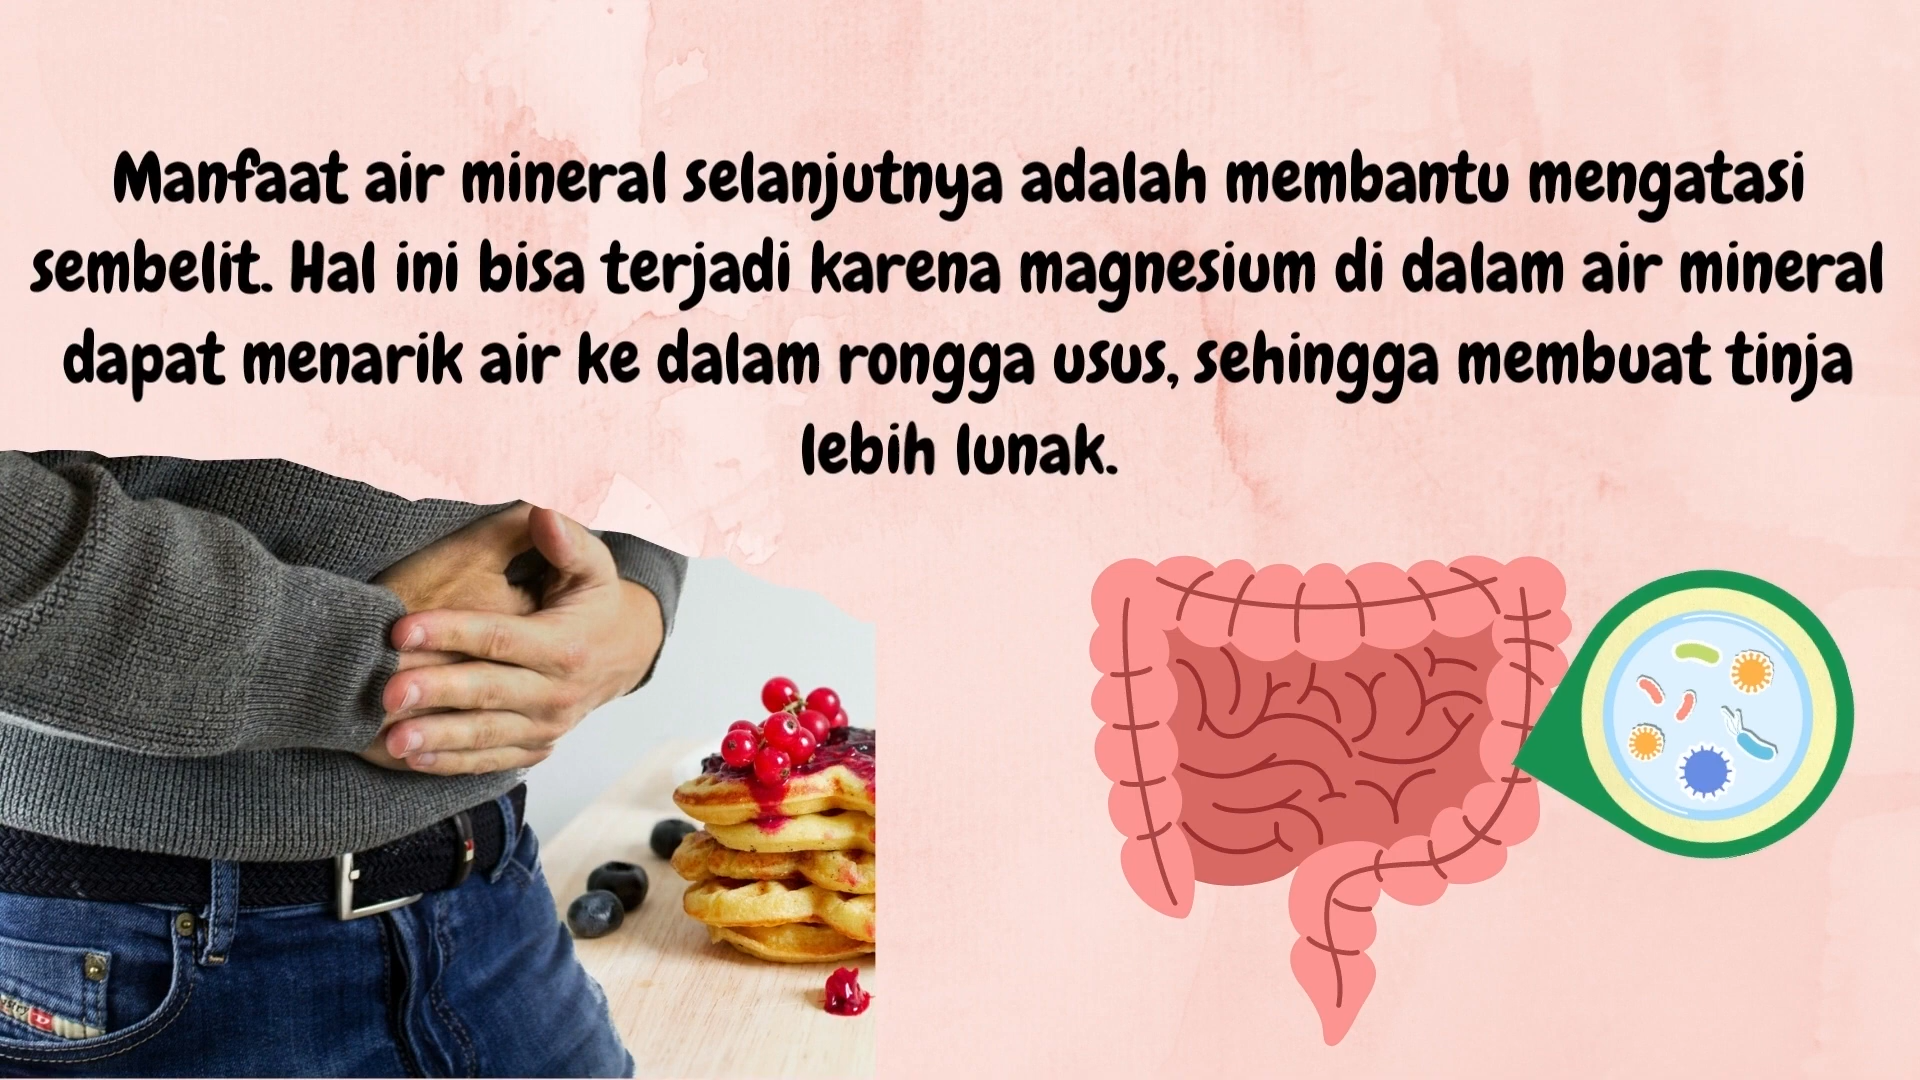 Manfaat air mineral selanjutnya adalah membantu mengatasi
sembelit. Hal ini bisa terjadi karena magnesium di dalam air mineral
dapat menarik air ke dalam rongga usus, sehingga membuat tinja
lebih lunak.